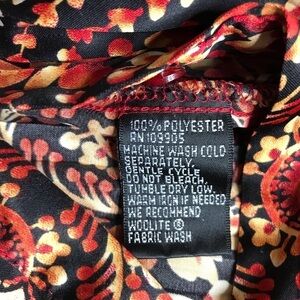 100% POLYESTER
RN 109905
MACHINE WASH COLD
SEPARATELY.
GENTLE CYCLE
DO NOT BLEACH.
TUMBLE DRY LOW.
WARM IRON IF NEEDED
WE RECOMMEND
WOOLITE ®
FABRIC WASH